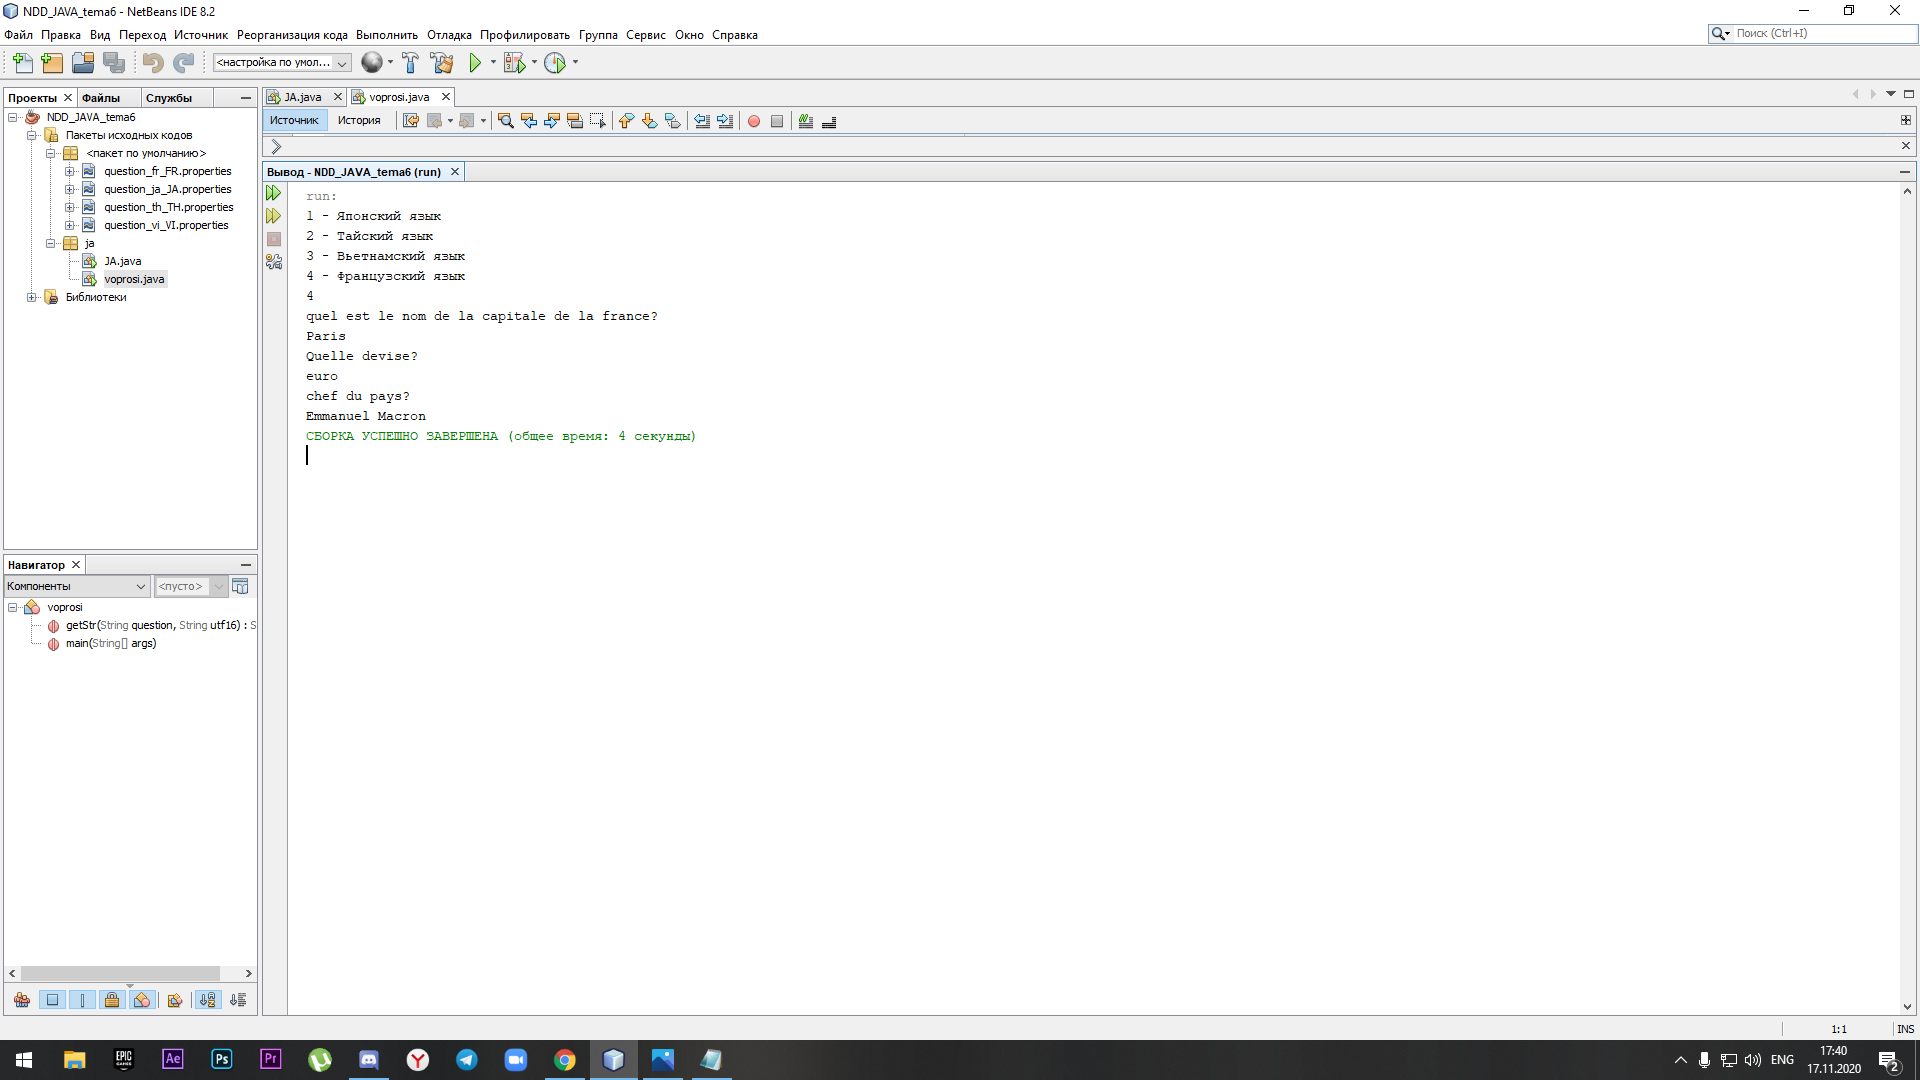 NDD_JAVA_tema6 - NetBeans IDE 8.2
Файл Правка Вид Переход Источник Реорганизация кода Выполнить Отладка Профилировать Группа Сервис Окно Справка
Поиск (Ctrl+I)
<настройка по умол...
Проекты Файлы Службы
NDD_JAVA_tema6
Пакеты исходных кодов
<пакет по умолчанию>
question_fr_FR.properties
question_ja_JA.properties
question_th_TH.properties
question_vi_VI.properties
ja
JA.java
voprosi.java
Библиотеки
JA.java voprosi.java
Источник История
Вывод - NDD_JAVA_tema6 (run)
run:
1 - Японский язык
2 - Тайский язык
3 - Вьетнамский язык
4 - Французский язык
4
quel est le nom de la capitale de la france?
Paris
Quelle devise?
euro
chef du pays?
Emmanuel Macron
СБОРКА УСПЕШНО ЗАВЕРШЕНА (общее время: 4 секунды)
Навигатор
Компоненты <пусто>
voprosi
getStr(String question, String utf16) : S
main(String[] args)
1:1 INS
EPIC GAMES Ae Ps Pr
ENG
17:40
17.11.2020
2